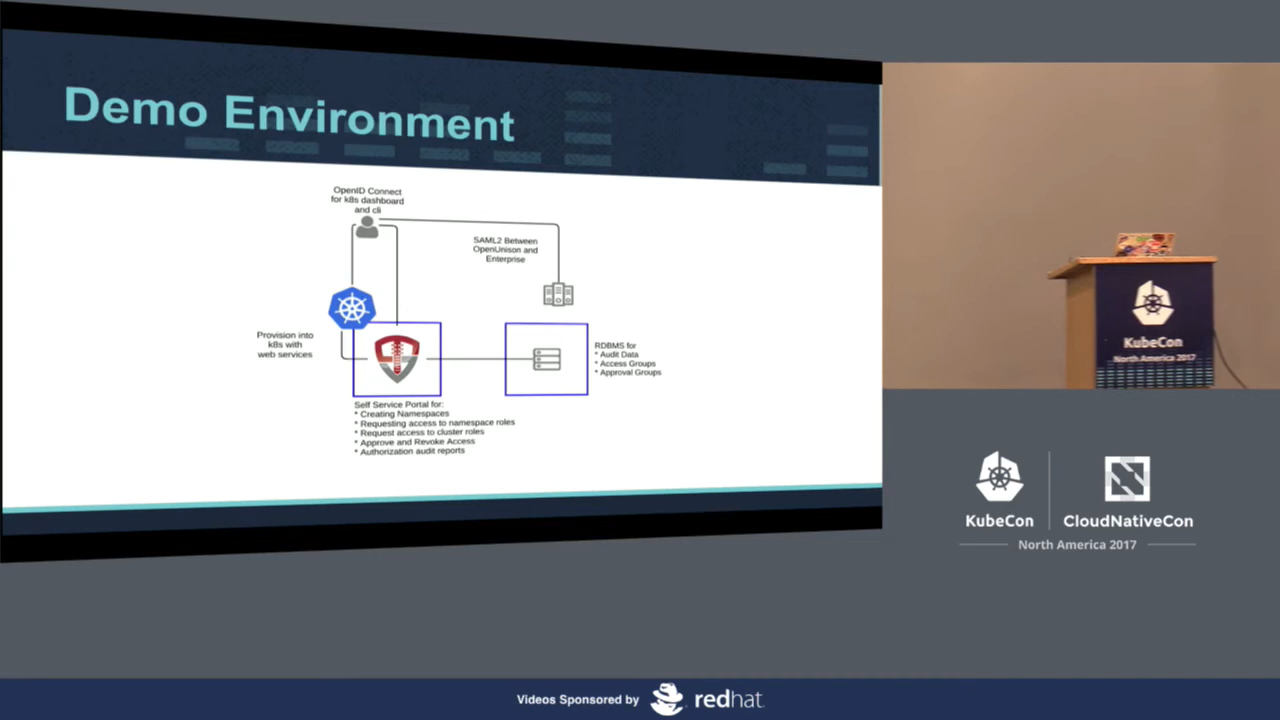 Demo Environment
OpenID Connect
for k8s dashboard
and cli
SAML2 Between
OpenUnison and
Enterprise
Provision into
k8s with
web services
RDBMS for
* Audit Data
* Access Groups
* Approval Groups
Self Service Portal for:
* Creating Namespaces
* Requesting access to namespace roles
* Request access to cluster roles
* Approve and Revoke Access
* Authorization audit reports
KubeCon
North America 2017
KubeCon
CloudNativeCon
North America 2017
Videos Sponsored by
redhat